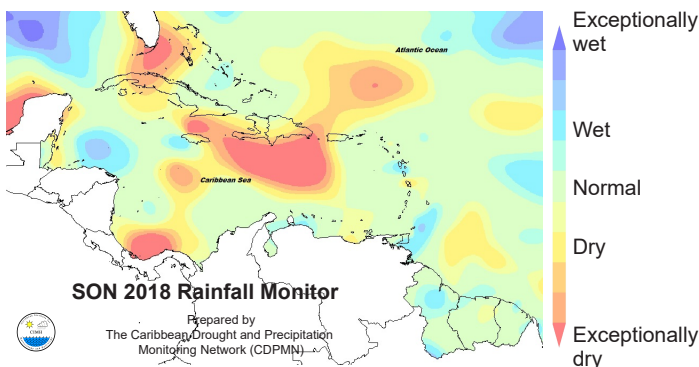 Atlantic Ocean
Caribbean Sea
SON 2018 Rainfall Monitor
Prepared by
The Caribbean Drought and Precipitation
Monitoring Network (CDPMN)
CIMH
Exceptionally
wet
Wet
Normal
Dry
Exceptionally
dry